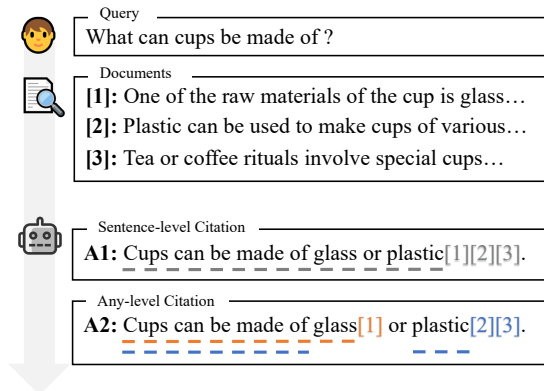 Query
What can cups be made of ?
Documents
[1]: One of the raw materials of the cup is glass…
[2]: Plastic can be used to make cups of various…
[3]: Tea or coffee rituals involve special cups…
Sentence-level Citation
A1: Cups can be made of glass or plastic[1][2][3].
Any-level Citation
A2: Cups can be made of glass[1] or plastic[2][3].